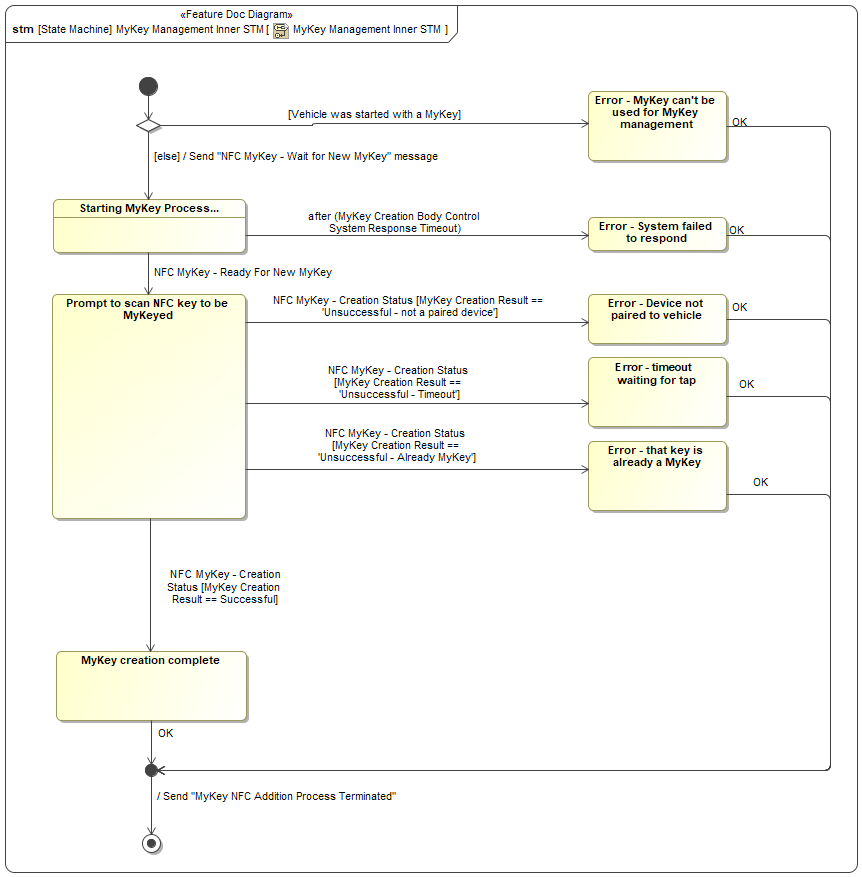 «Feature Doc Diagram»
stm [State Machine] MyKey Management Inner STM [ MyKey Management Inner STM ]
[Vehicle was started with a MyKey]
Error - MyKey can't be
used for MyKey
management
OK
[else] / Send "NFC MyKey - Wait for New MyKey" message
Starting MyKey Process...
after (MyKey Creation Body Control
System Response Timeout)
Error - System failed
to respond
OK
NFC MyKey - Ready For New MyKey
Prompt to scan NFC key to be
MyKeyed
NFC MyKey - Creation Status [MyKey Creation Result ==
'Unsuccessful - not a paired device']
Error - Device not
paired to vehicle
OK
NFC MyKey - Creation Status
[MyKey Creation Result ==
'Unsuccessful - Timeout']
Error - timeout
waiting for tap
OK
NFC MyKey - Creation Status
[MyKey Creation Result ==
'Unsuccessful - Already MyKey']
Error - that key is
already a MyKey
OK
NFC MyKey - Creation
Status [MyKey Creation
Result == Successful]
MyKey creation complete
OK
/ Send "MyKey NFC Addition Process Terminated"